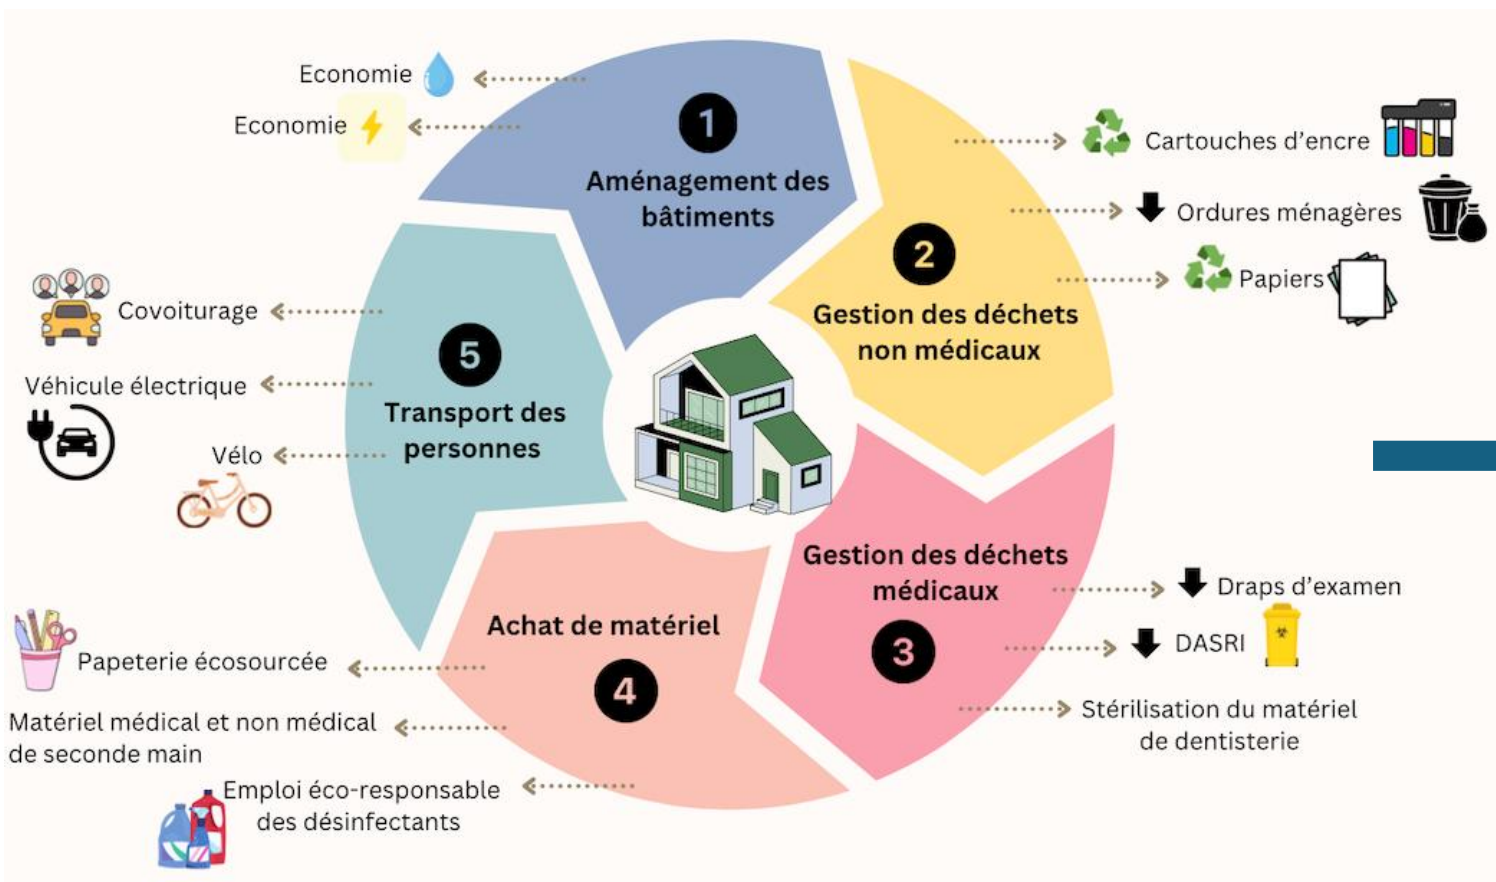 Economie
Economie
1
Aménagement des
bâtiments
Cartouches d’encre
Ordures ménagères
Papiers
2
Gestion des déchets
non médicaux
Gestion des déchets
médicaux
3
Draps d’examen
DASRI
Stérilisation du matériel
de dentisterie
Achat de matériel
4
Papeterie écosourcée
Matériel médical et non médical
de seconde main
Emploi éco-responsable
des désinfectants
5
Transport des
personnes
Covoiturage
Véhicule électrique
Vélo